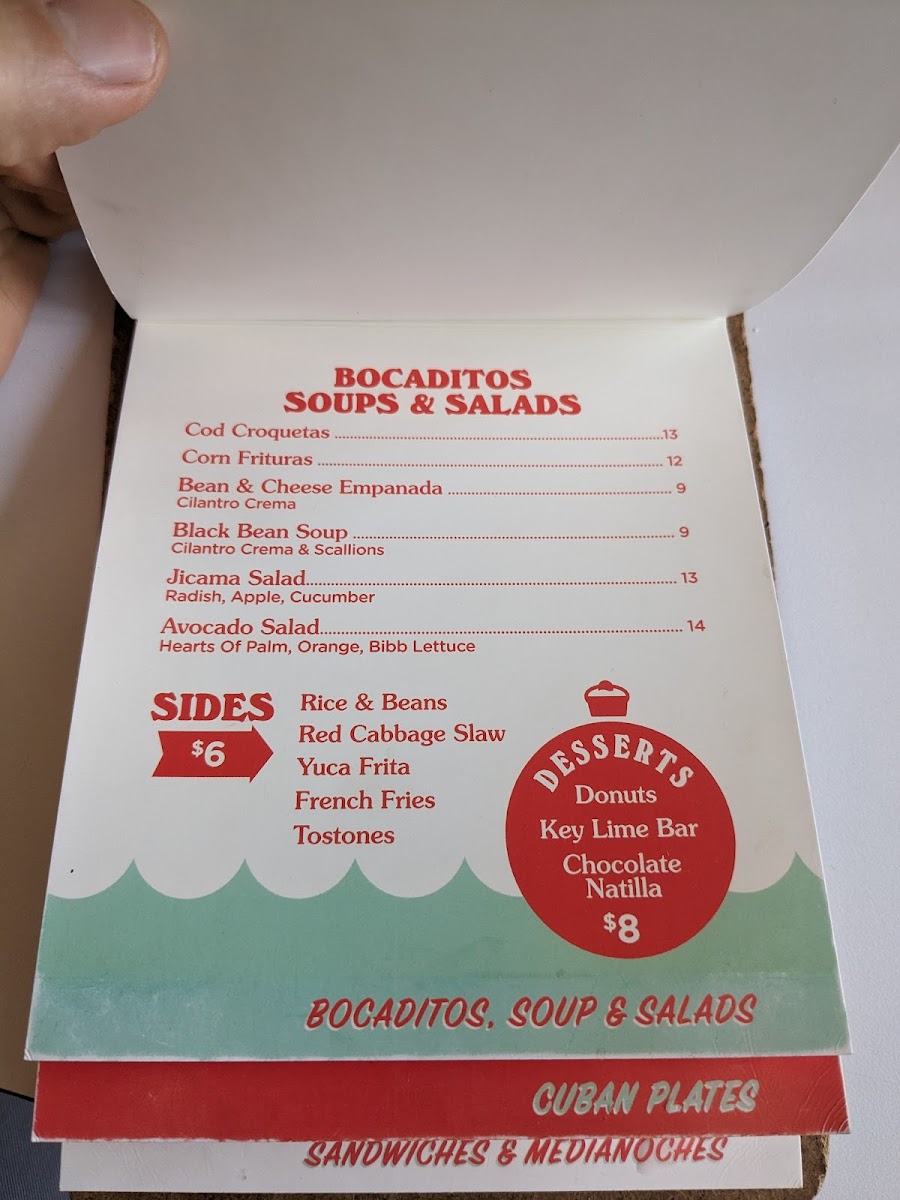 BOCADITOS
SOUPS & SALADS
Cod Croquetas ........ 13
Corn Frituras ........ 12
Bean & Cheese Empanada ........ 9
Cilantro Crema
Black Bean Soup ........ 9
Cilantro Crema & Scallions
Jicama Salad ........ 13
Radish, Apple, Cucumber
Avocado Salad ........ 14
Hearts Of Palm, Orange, Bibb Lettuce
SIDES
$6
Rice & Beans
Red Cabbage Slaw
Yuca Frita
French Fries
Tostones
DESSERTS
Donuts
Key Lime Bar
Chocolate
Natilla
$8
BOCADITOS, SOUP & SALADS
CUBAN PLATES
SANDWICHES & MEDIANOCHES